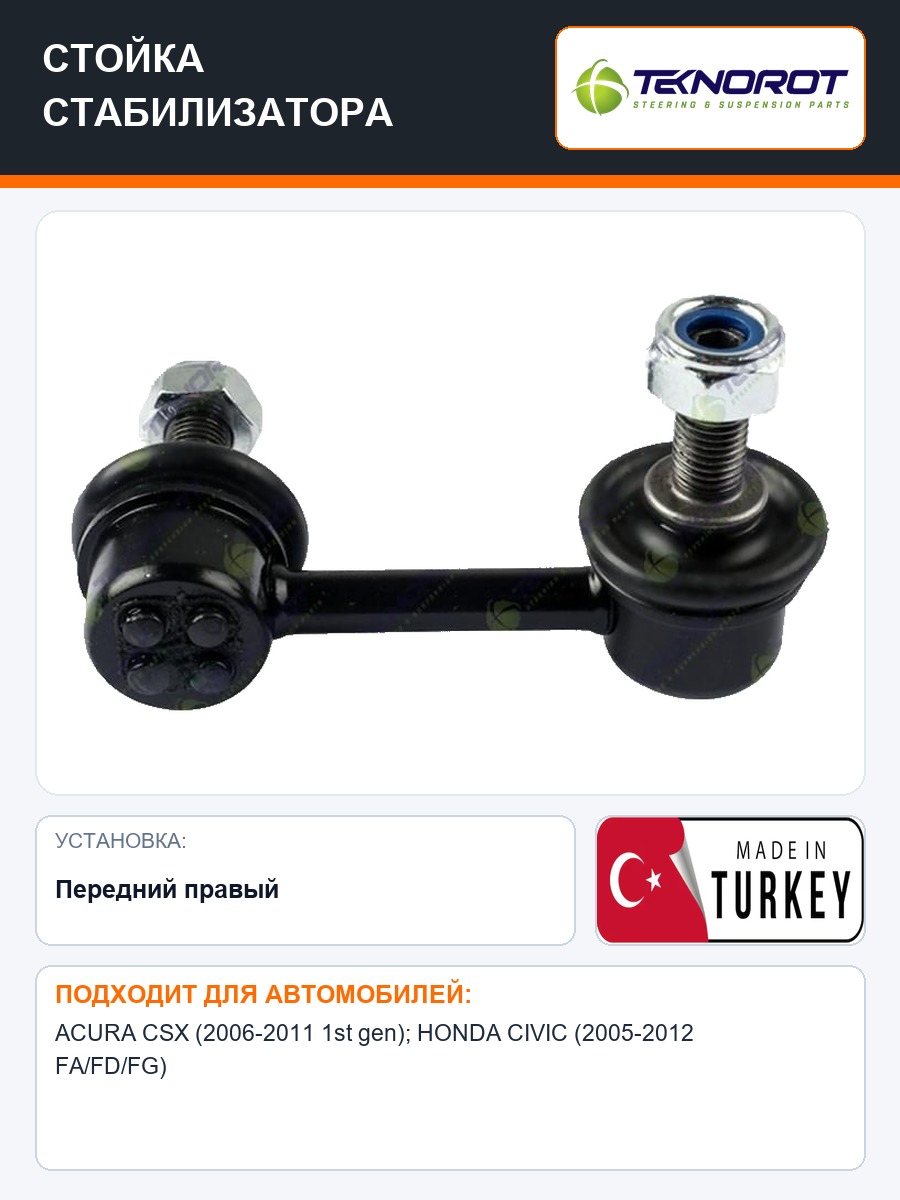 СТОЙКА
СТАБИЛИЗАТОРА
TEKNOROT
STEERING & SUSPENSION PARTS
УСТАНОВКА:
Передний правый
MADE IN
TURKEY
ПОДХОДИТ ДЛЯ АВТОМОБИЛЕЙ:
ACURA CSX (2006-2011 1st gen); HONDA CIVIC (2005-2012
FA/FD/FG)